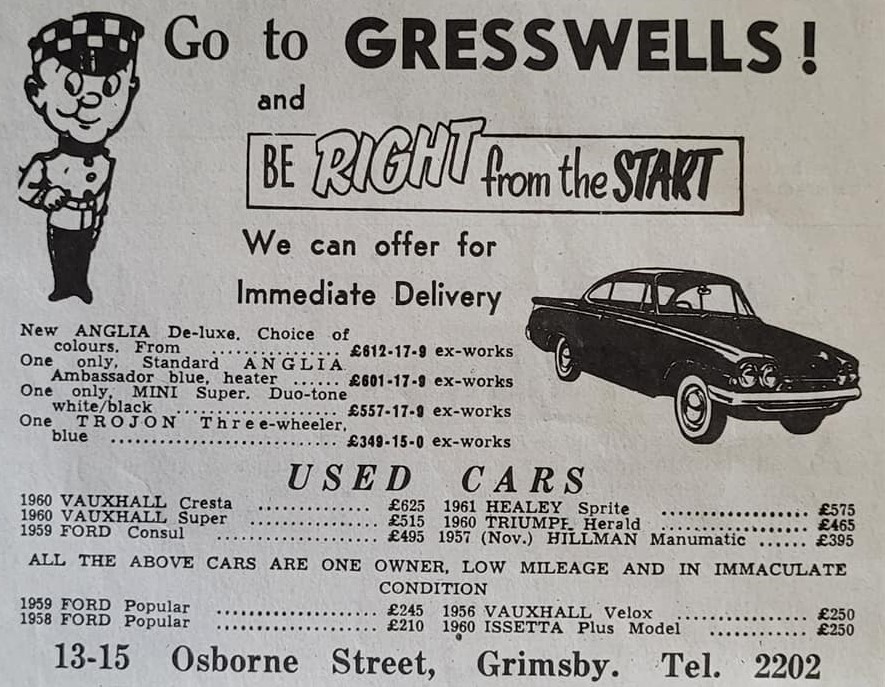 Go to GRESSWELLS!
and
BE RIGHT from the START
We can offer for
Immediate Delivery
New ANGLIA De-luxe. Choice of
colours. From .............. £612-17-9 ex-works
One only, Standard ANGLIA
Ambassador blue, heater ...... £601-17-9 ex-works
One only, MINI Super. Duo-tone
white/black .................... £557-17-9 ex-works
One TROJON Three-wheeler,
blue ............................. £349-15-0 ex-works
USED CARS
1960 VAUXHALL Cresta .............. £625
1960 VAUXHALL Super ................ £515
1959 FORD Consul .................... £495
1961 HEALEY Sprite .................. £575
1960 TRIUMPH Herald .................. £465
1957 (Nov.) HILLMAN Manumatic ...... £395
ALL THE ABOVE CARS ARE ONE OWNER, LOW MILEAGE AND IN IMMACULATE
CONDITION
1959 FORD Popular .................... £245
1958 FORD Popular .................... £210
1956 VAUXHALL Velox ................ £250
1960 ISSETTA Plus Model ............ £250
13-15 Osborne Street, Grimsby. Tel. 2202